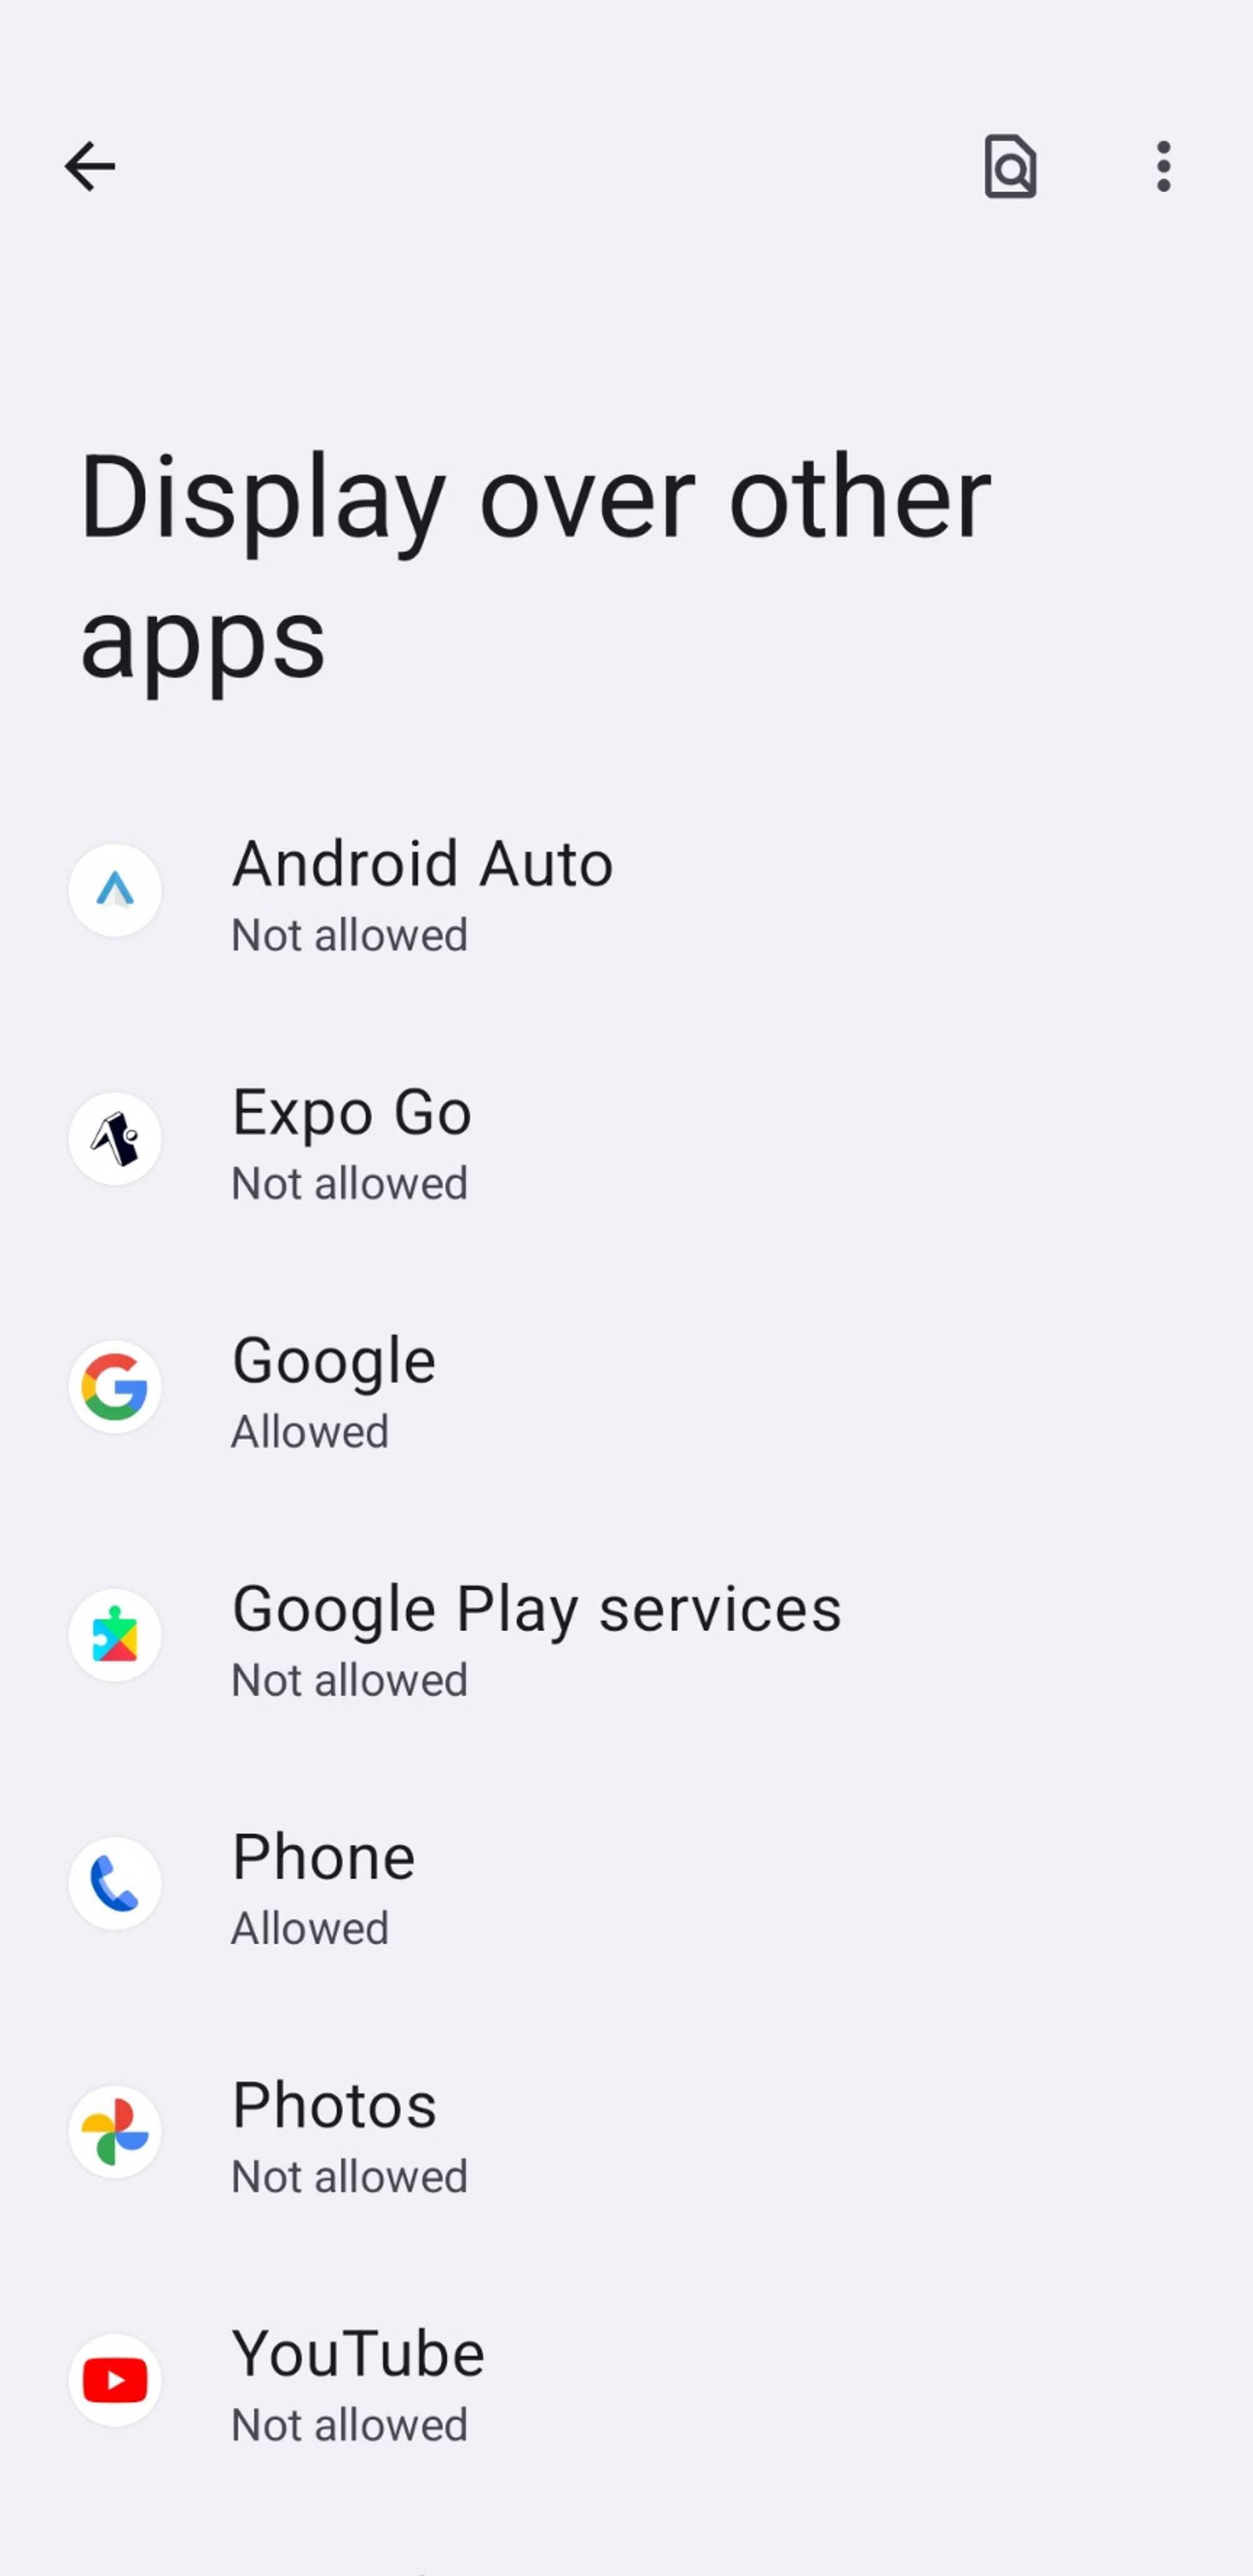 Display over other
apps
Android Auto
Not allowed
Expo Go
Not allowed
Google
Allowed
Google Play services
Not allowed
Phone
Allowed
Photos
Not allowed
YouTube
Not allowed